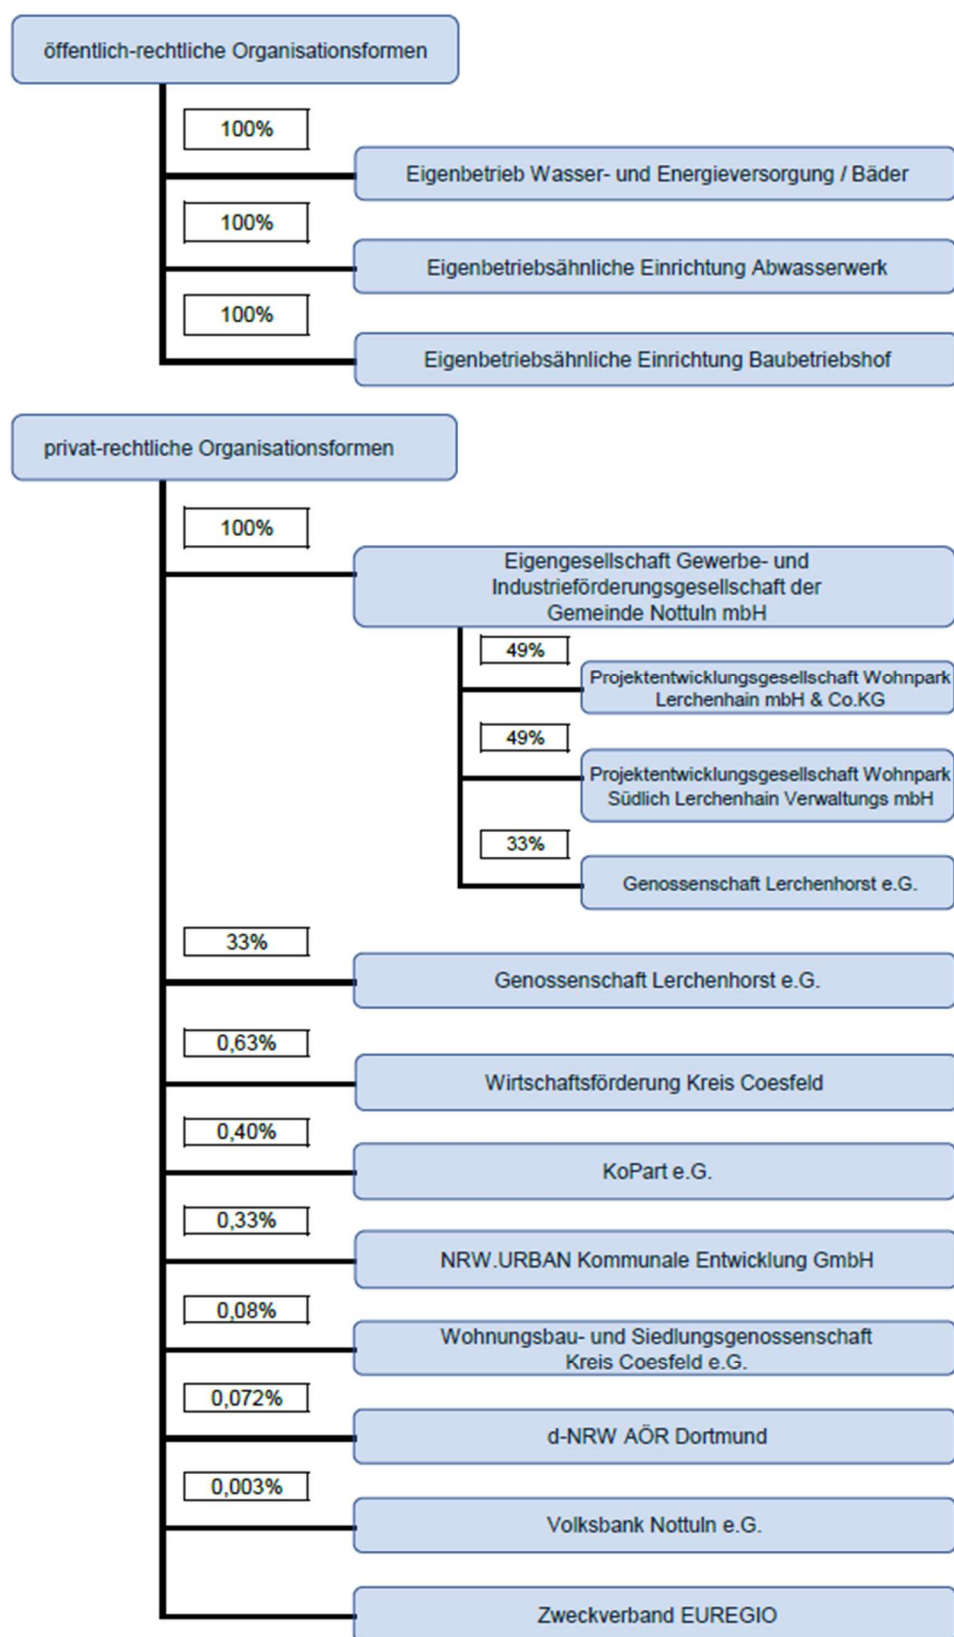 öffentlich-rechtliche Organisationsformen
100%
Eigenbetrieb Wasser- und Energieversorgung / Bäder
100%
Eigenbetriebsähnliche Einrichtung Abwasserwerk
100%
Eigenbetriebsähnliche Einrichtung Baubetriebshof
privat-rechtliche Organisationsformen
100%
Eigengesellschaft Gewerbe- und
Industrieförderungsgesellschaft der
Gemeinde Nottuln mbH
49%
Projektentwicklungsgesellschaft Wohnpark
Lerchenhain mbH & Co.KG
49%
Projektentwicklungsgesellschaft Wohnpark
Südlich Lerchenhain Verwaltungs mbH
33%
Genossenschaft Lerchenhorst e.G.
33%
Genossenschaft Lerchenhorst e.G.
0,63%
Wirtschaftsförderung Kreis Coesfeld
0,40%
KoPart e.G.
0,33%
NRW.URBAN Kommunale Entwicklung GmbH
0,08%
Wohnungsbau- und Siedlungsgenossenschaft
Kreis Coesfeld e.G.
0,072%
d-NRW AÖR Dortmund
0,003%
Volksbank Nottuln e.G.
Zweckverband EUREGIO